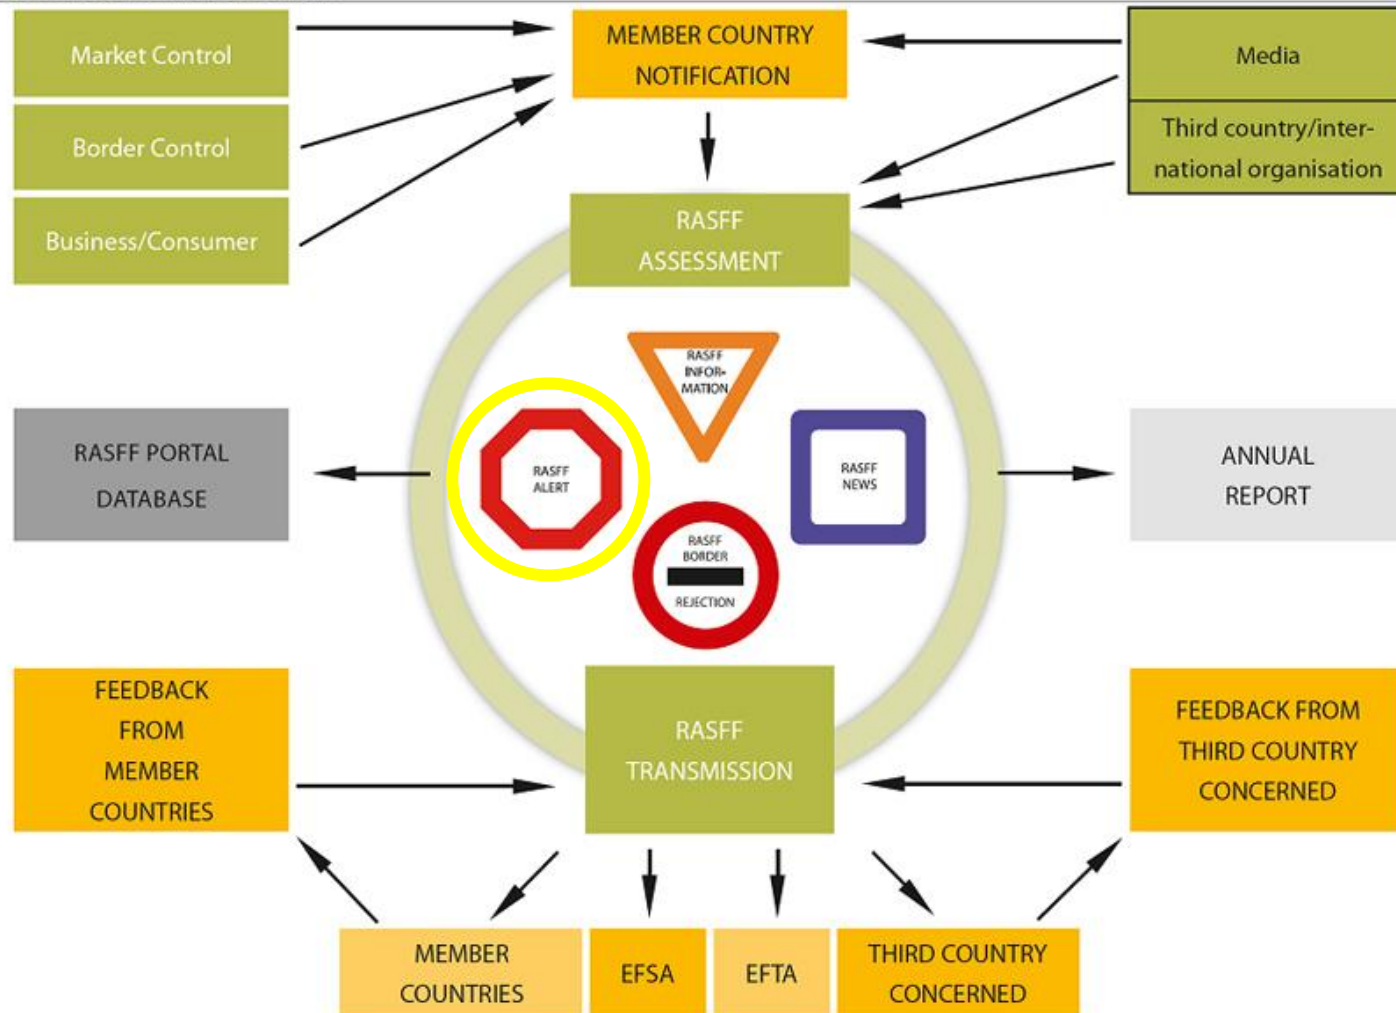 Market Control
MEMBER COUNTRY
NOTIFICATION
Media
Border Control
Third country/inter-
national organisation
Business/Consumer
RASFF
ASSESSMENT
RASFF
INFOR-
MATION
RASFF PORTAL
DATABASE
RASFF
ALERT
RASFF
NEWS
ANNUAL
REPORT
RASFF
BORDER
REJECTION
FEEDBACK
FROM
MEMBER
COUNTRIES
RASFF
TRANSMISSION
FEEDBACK FROM
THIRD COUNTRY
CONCERNED
MEMBER
COUNTRIES
EFSA
EFTA
THIRD COUNTRY
CONCERNED